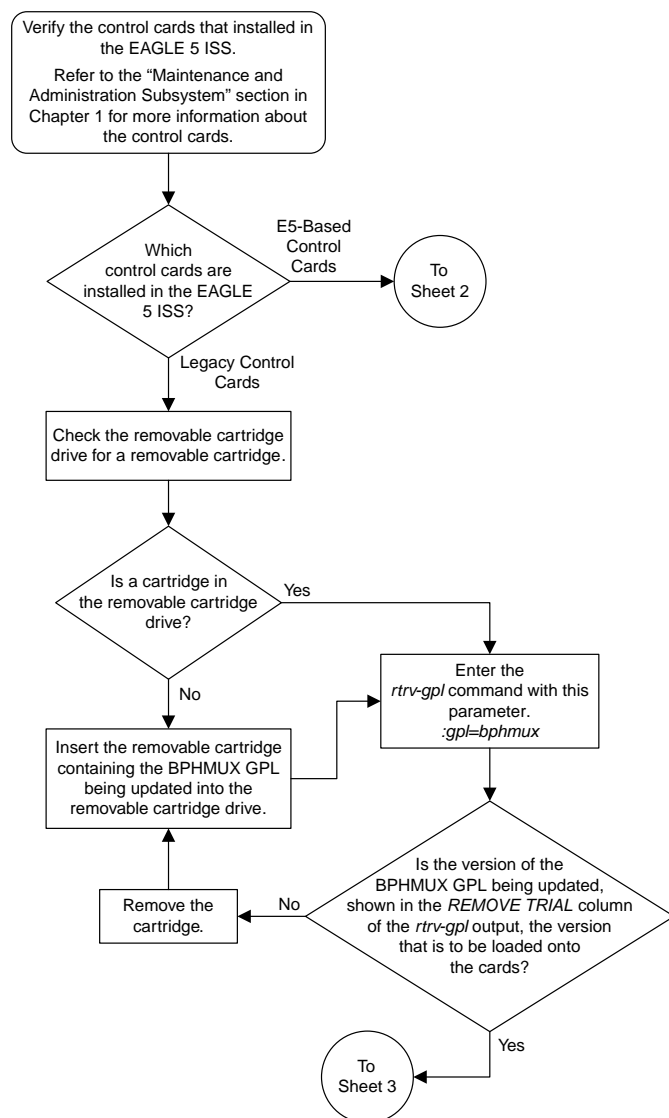 Verify the control cards that installed in
the EAGLE 5 ISS.
Refer to the “Maintenance and
Administration Subsystem” section in
Chapter 1 for more information about
the control cards.
Which
control cards are
installed in the EAGLE
5 ISS?
E5-Based
Control
Cards
To
Sheet 2
Legacy Control
Cards
Check the removable cartridge
drive for a removable cartridge.
Is a cartridge in
the removable cartridge
drive?
Yes
No
Enter the
rtrv-gpl command with this
parameter.
:gpl=bphmux
Insert the removable cartridge
containing the BPHMUX GPL
being updated into the
removable cartridge drive.
Is the version of the
BPHMUX GPL being updated,
shown in the REMOVE TRIAL column
of the rtrv-gpl output, the version
that is to be loaded onto
the cards?
No
Remove the
cartridge.
Yes
To
Sheet 3